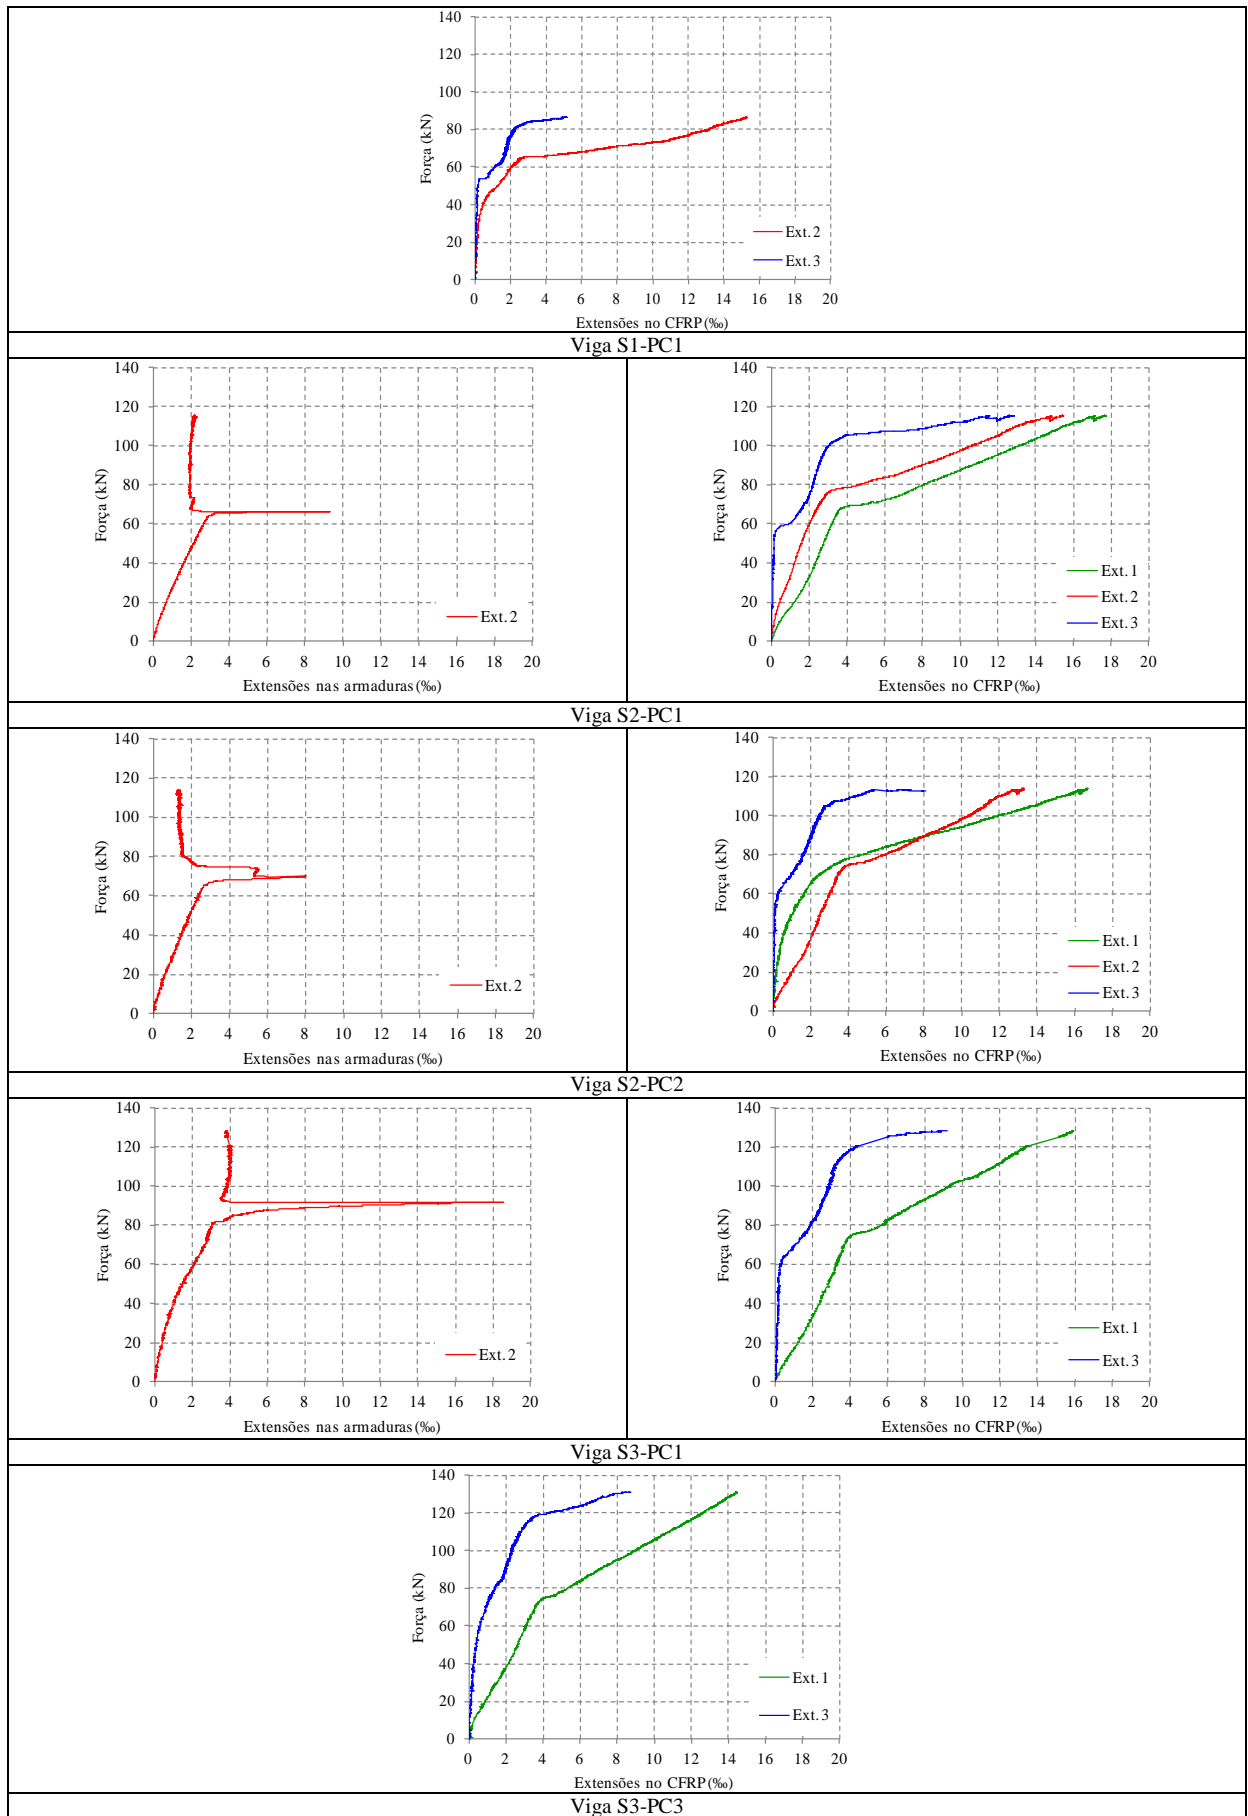 140
120
100
80
60
40
20
0
Força (kN)
Ext. 2
Ext. 3
0 2 4 6 8 10 12 14 16 18 20
Extensões no CFRP (‰)
Viga S1-PC1
140
120
100
80
60
40
20
0
Força (kN)
Ext. 2
0 2 4 6 8 10 12 14 16 18 20
Extensões nas armaduras (‰)
140
120
100
80
60
40
20
0
Força (kN)
Ext. 1
Ext. 2
Ext. 3
0 2 4 6 8 10 12 14 16 18 20
Extensões no CFRP (‰)
Viga S2-PC1
140
120
100
80
60
40
20
0
Força (kN)
Ext. 2
0 2 4 6 8 10 12 14 16 18 20
Extensões nas armaduras (‰)
140
120
100
80
60
40
20
0
Força (kN)
Ext. 1
Ext. 2
Ext. 3
0 2 4 6 8 10 12 14 16 18 20
Extensões no CFRP (‰)
Viga S2-PC2
140
120
100
80
60
40
20
0
Força (kN)
Ext. 2
0 2 4 6 8 10 12 14 16 18 20
Extensões nas armaduras (‰)
140
120
100
80
60
40
20
0
Força (kN)
Ext. 1
Ext. 3
0 2 4 6 8 10 12 14 16 18 20
Extensões no CFRP (‰)
Viga S3-PC1
140
120
100
80
60
40
20
0
Força (kN)
Ext. 1
Ext. 3
0 2 4 6 8 10 12 14 16 18 20
Extensões no CFRP (‰)
Viga S3-PC3